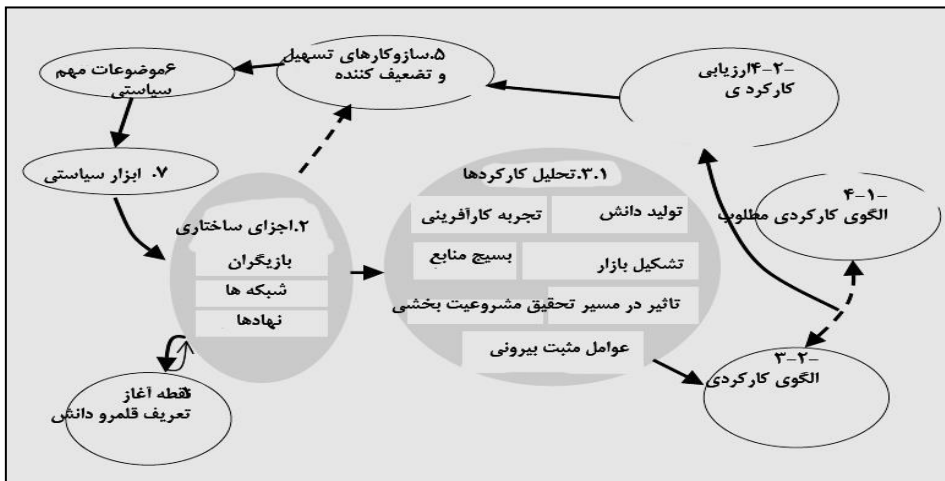 ۵.سازوکارهای تسهیل
و تضعیف کننده
۶موضوعات مهم
سیاستی
۷. ابزار سیاستی
۴-۲-ارزیابی
کارکرد ی
۴-۱-
الگوی کارکردی مطلوب
۳.۱.تحلیل کارکردها
تولید دانش
تجربه کارآفرینی
تشکیل بازار
بسیج منابع
تاثیر در مسیر تحقیق
مشروعیت بخشی
عوامل مثبت بیرونی
۲.اجزای ساختاری
بازیگران
شبکه ها
نهادها
۳-۲-
الگوی کارکردی
نقطه آغاز
تعریف قلمرو دانش